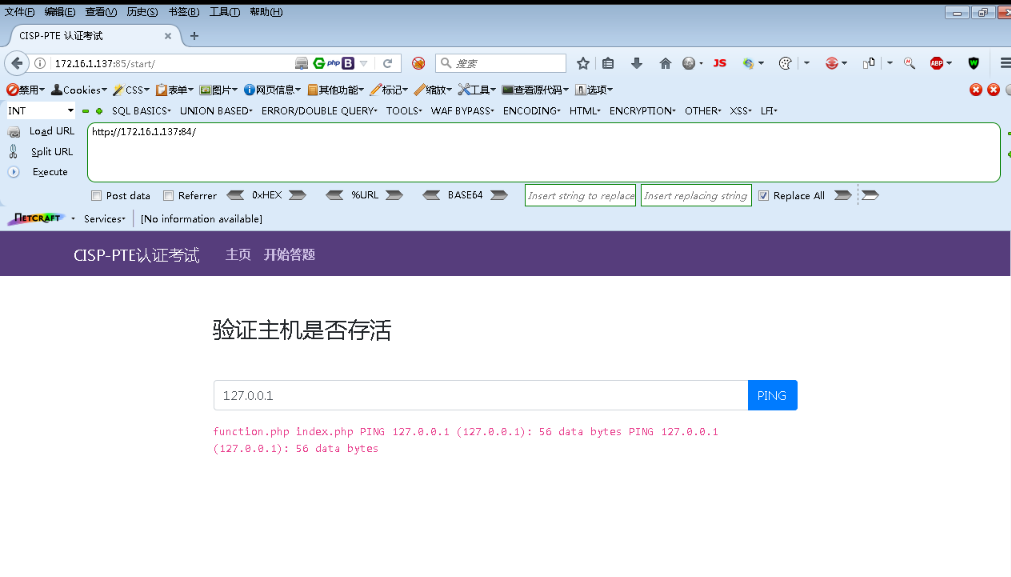 文件(F) 编辑(E) 查看(V) 历史(S) 书签(B) 工具(T) 帮助(H)
CISP-PTE 认证考试
172.16.1.137:85/start/ php B 搜索 JS ABP W
禁用 Cookies CSS 表单 图片 网页信息 其他功能 标记 缩放 工具 查看源代码 选项
INT SQL BASICS UNION BASED ERROR/DOUBLE QUERY TOOLS WAF BYPASS ENCODING HTML ENCRYPTION OTHER XSS LFI
Load URL http://172.16.1.137:84/
Split URL
Execute
Post data Referrer 0xHEX %URL BASE64 Insert string to replace Insert replacing string Replace All
NETCRAFT Services [No information available]
CISP-PTE认证考试 主页 开始答题
验证主机是否存活
127.0.0.1 PING
function.php index.php PING 127.0.0.1 (127.0.0.1): 56 data bytes PING 127.0.0.1
(127.0.0.1): 56 data bytes